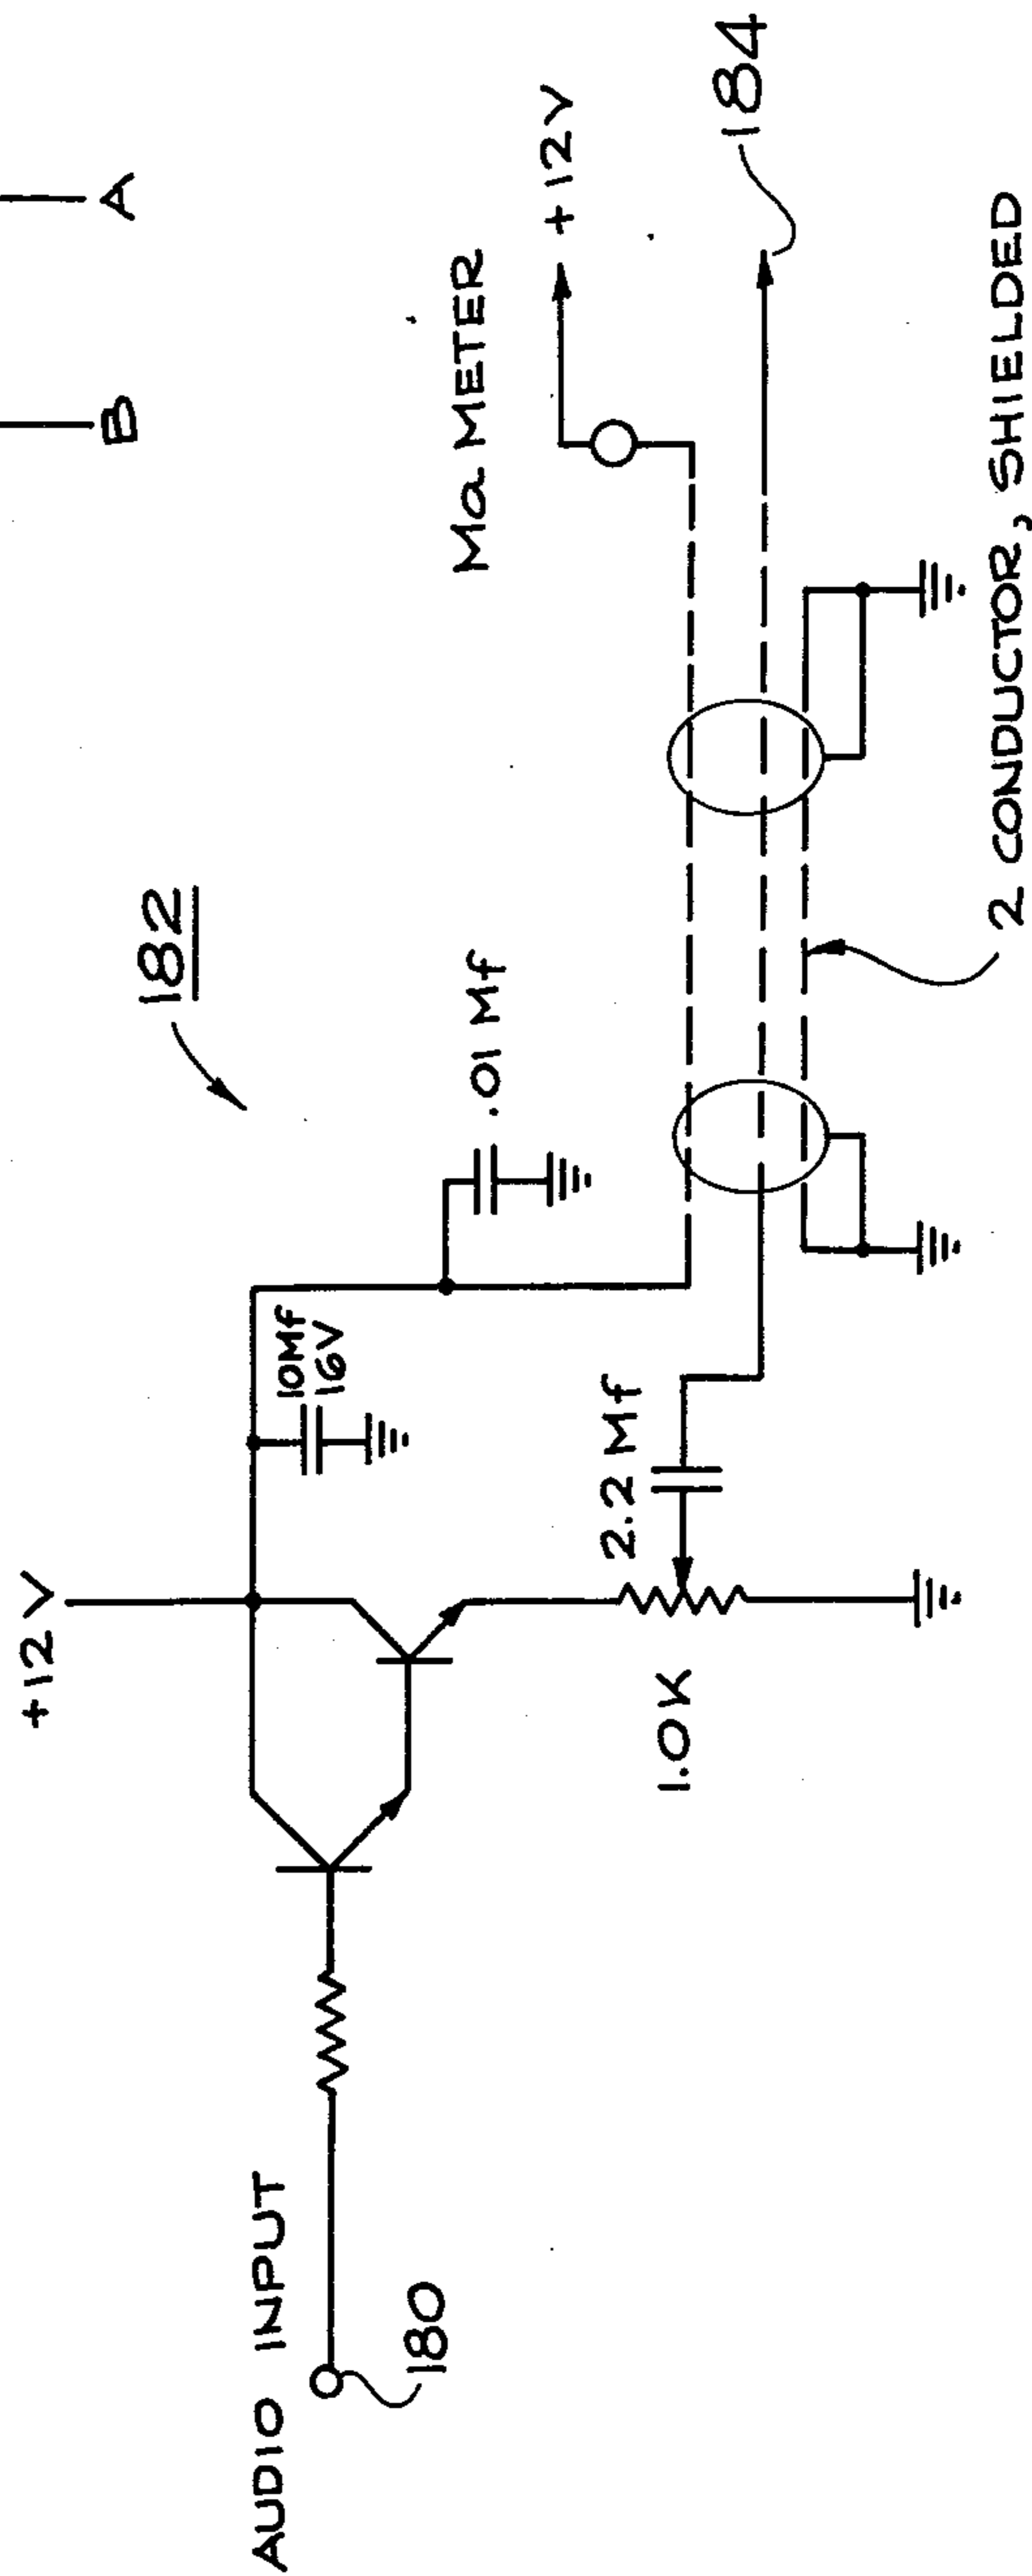 A
B
+12 V
182
Ma METER
+12V
184
10Mf
16V
.01 Mf
AUDIO INPUT
180
1.0K
2.2 Mf
2 CONDUCTOR, SHIELDED